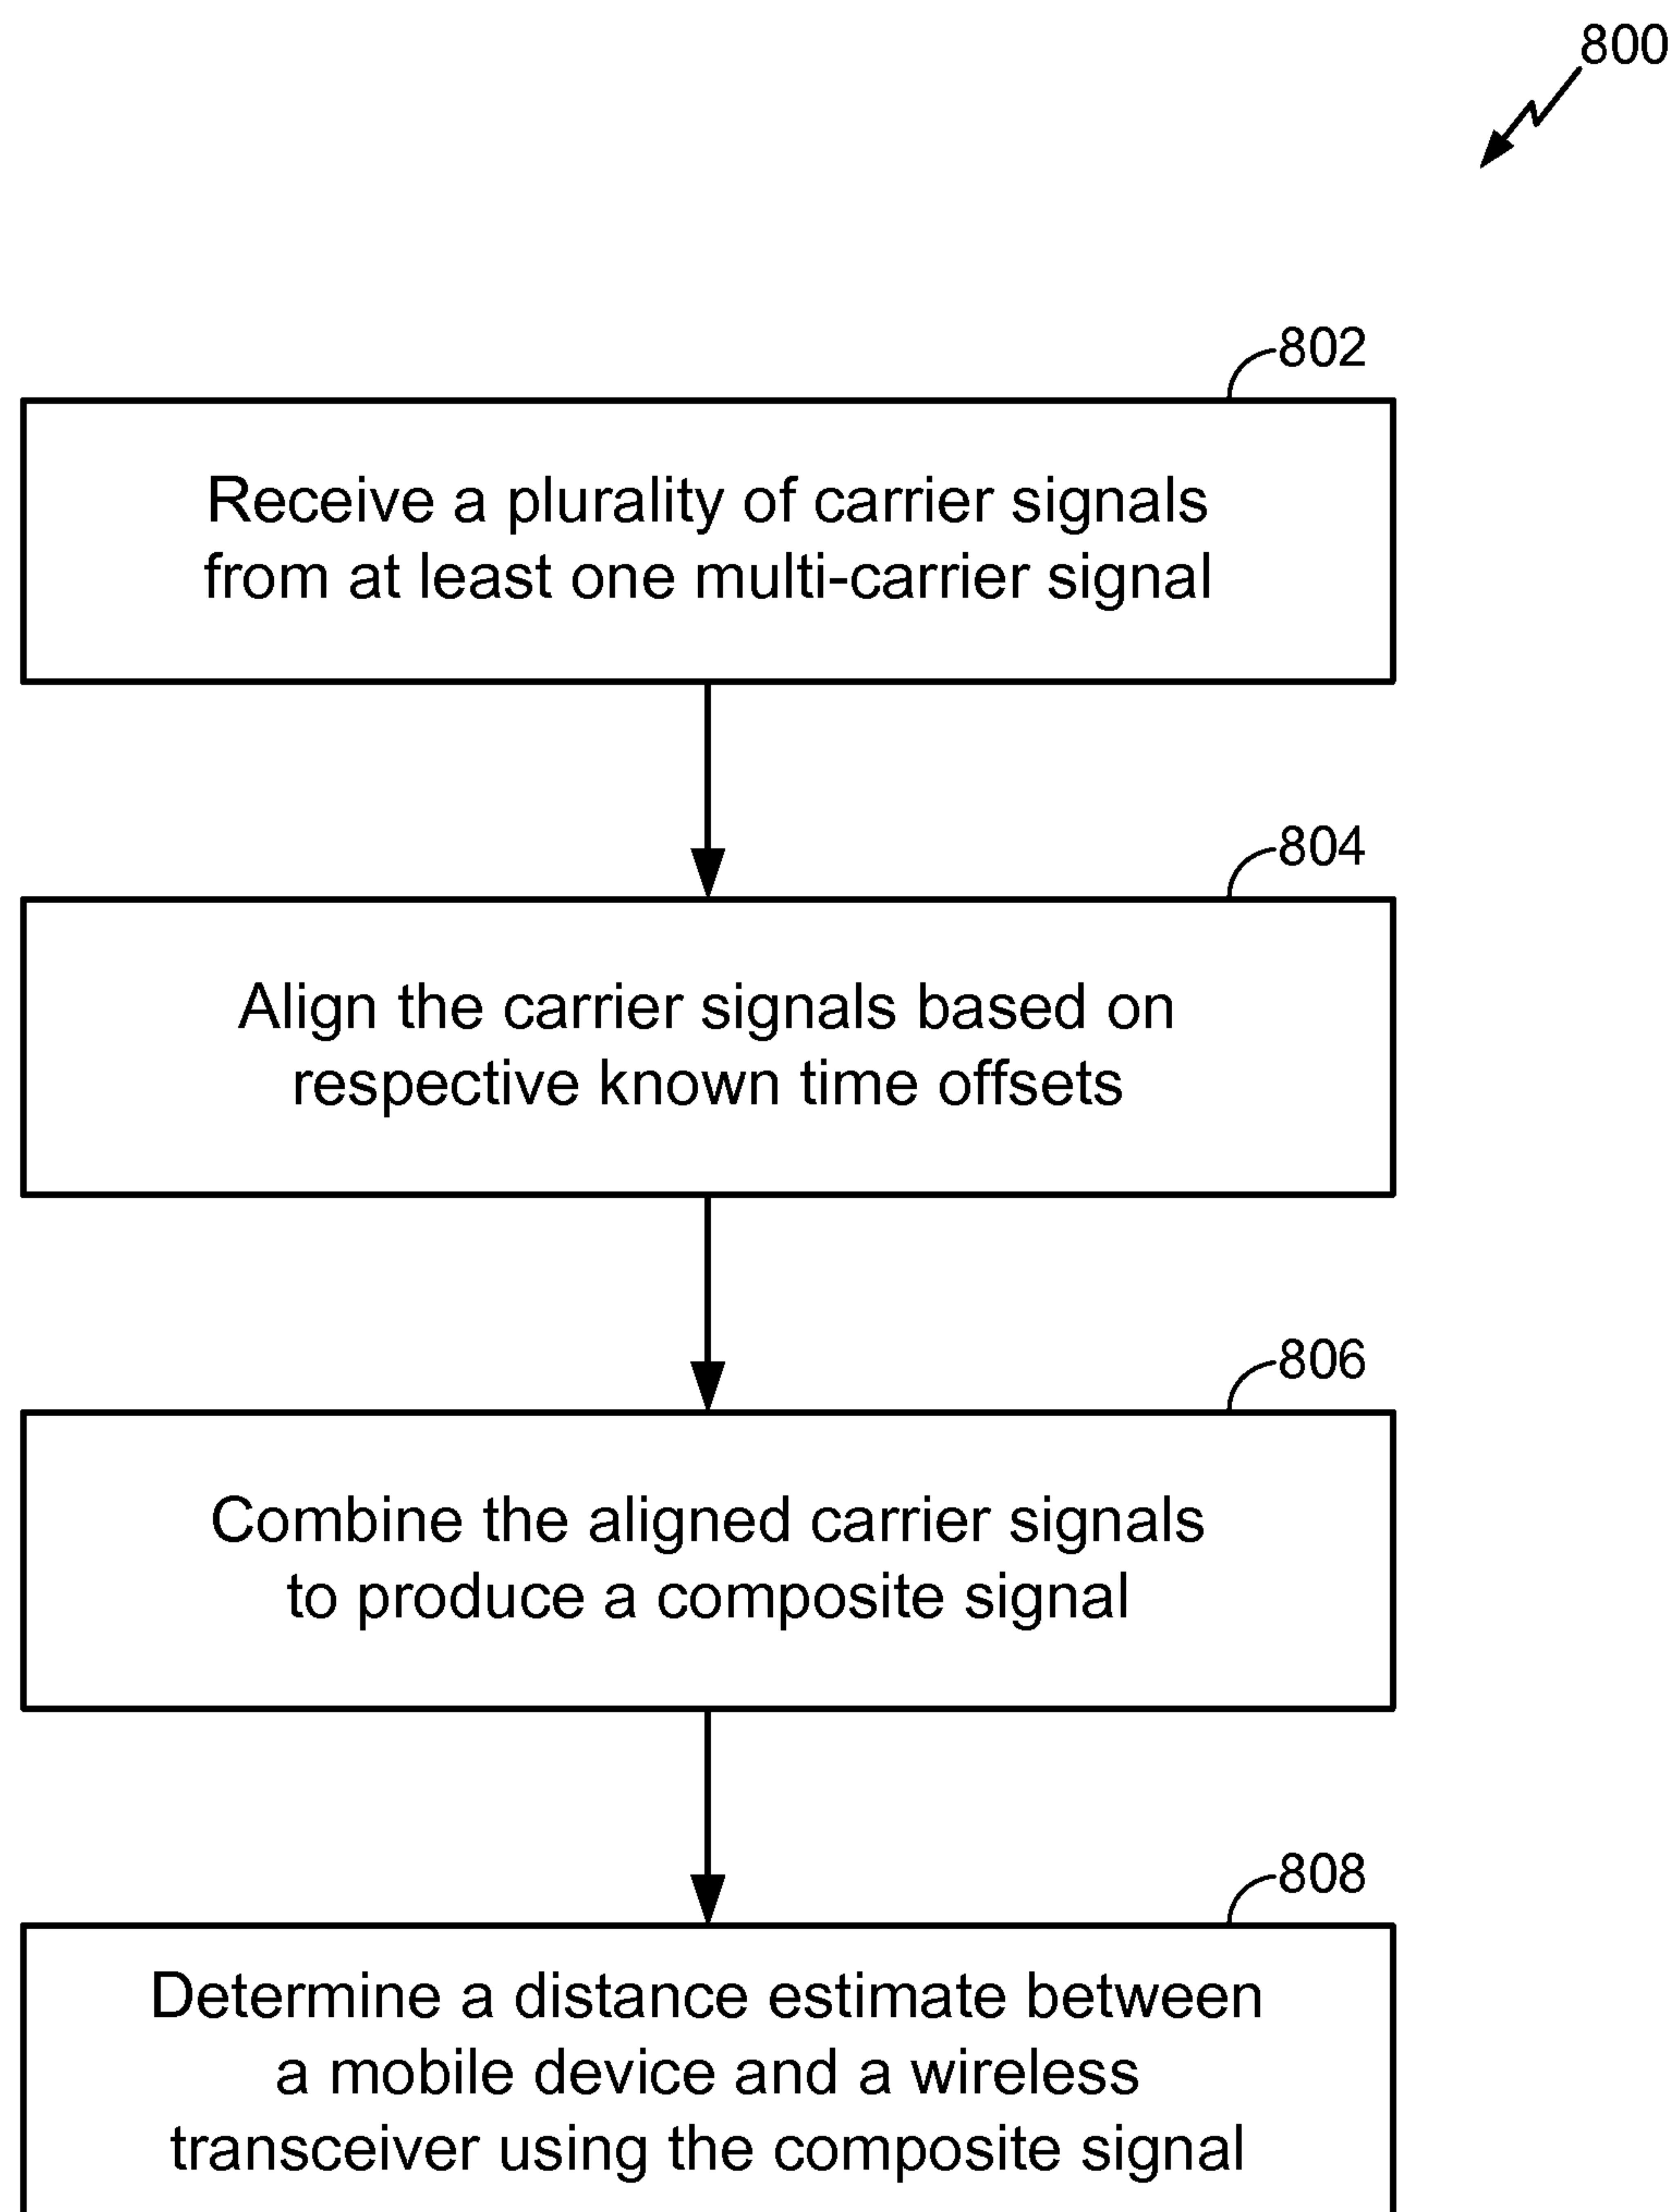 800
802
Receive a plurality of carrier signals
from at least one multi-carrier signal
804
Align the carrier signals based on
respective known time offsets
806
Combine the aligned carrier signals
to produce a composite signal
808
Determine a distance estimate between
a mobile device and a wireless
transceiver using the composite signal